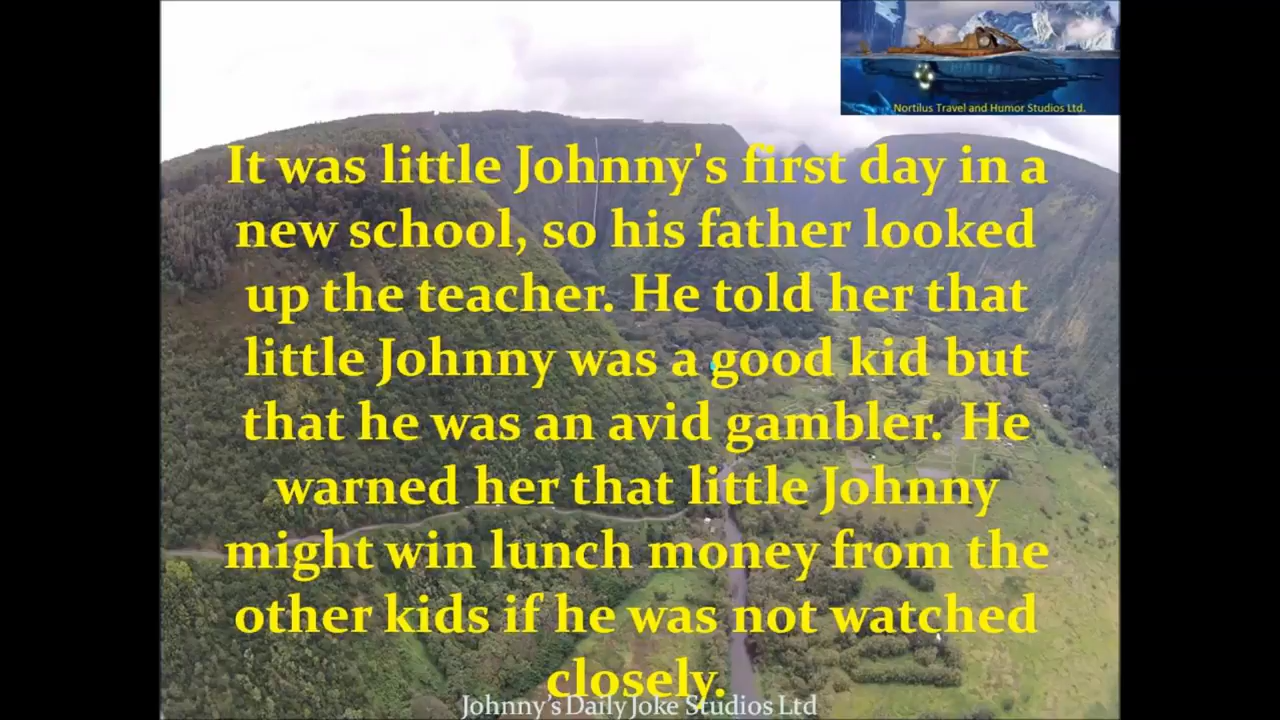 Nortilus Travel and Humor Studios Ltd.
It was little Johnny's first day in a
new school, so his father looked
up the teacher. He told her that
little Johnny was a good kid but
that he was an avid gambler. He
warned her that little Johnny
might win lunch money from the
other kids if he was not watched
closely.
Johnny's Daily Joke Studios Ltd